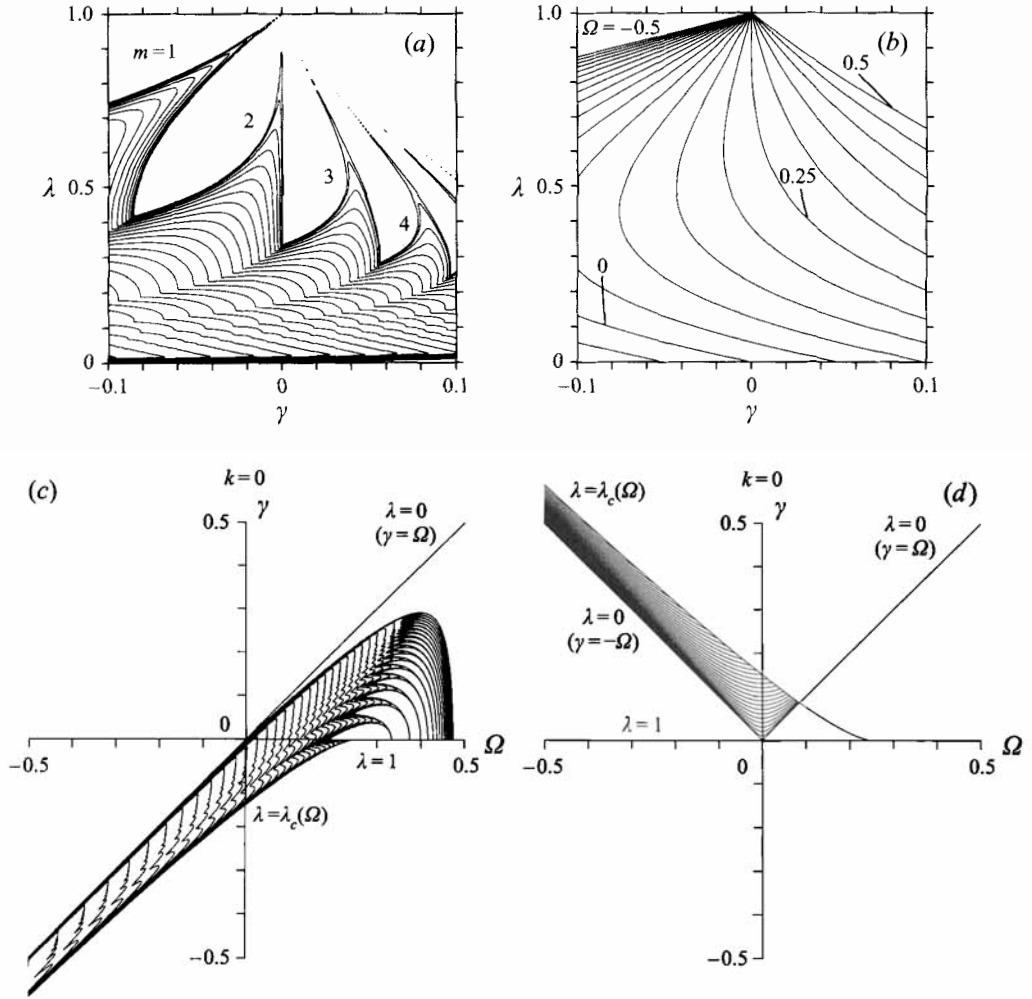 (a)
m = 1
2
3
4
λ
1.0
0.5
0
−0.1
0
0.1
γ
(b)
Ω = −0.5
0.5
0.25
0
λ
1.0
0.5
0
−0.1
0
0.1
γ
(c)
k = 0
γ
0.5
λ = 0
(γ = Ω)
0
−0.5
0.5
Ω
λ = 1
λ = λc(Ω)
−0.5
(d)
k = 0
γ
λ = λc(Ω)
0.5
λ = 0
(γ = Ω)
λ = 0
(γ = −Ω)
λ = 1
−0.5
0
0.5
Ω
−0.5